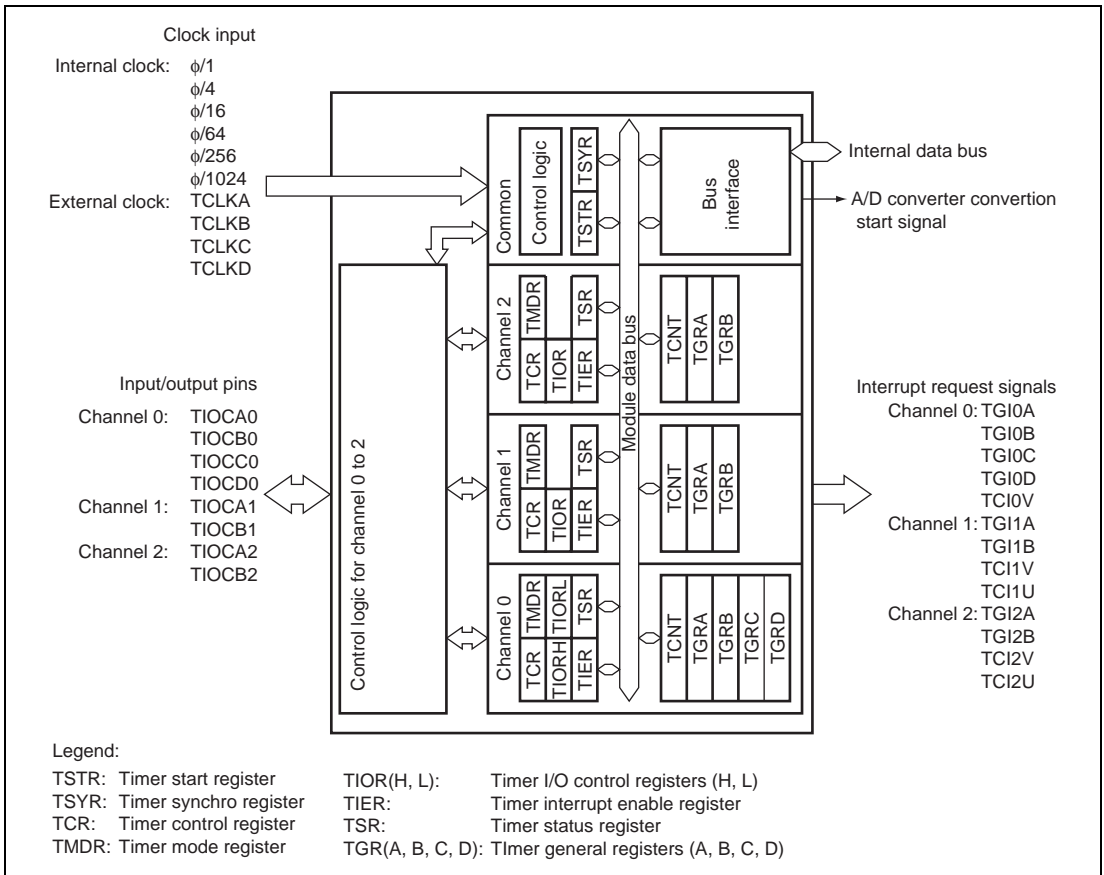 Clock input
Internal clock: ϕ/1
ϕ/4
ϕ/16
ϕ/64
ϕ/256
ϕ/1024
External clock: TCLKA
TCLKB
TCLKC
TCLKD
Input/output pins
Channel 0: TIOCA0
TIOCB0
TIOCC0
TIOCD0
Channel 1: TIOCA1
TIOCB1
Channel 2: TIOCA2
TIOCB2
Control logic for channel 0 to 2
Common
Control logic
TSTR TSYR
Bus
interface
Module data bus
Channel 2
TCR TMDR
TIOR
TIER TSR
TCNT
TGRA
TGRB
Channel 1
TCR TMDR
TIOR
TIER TSR
TCNT
TGRA
TGRB
Channel 0
TCR TMDR
TIORH TIORL
TIER TSR
TCNT
TGRA
TGRB
TGRC
TGRD
Internal data bus
A/D converter convertion
start signal
Interrupt request signals
Channel 0: TGI0A
TGI0B
TGI0C
TGI0D
TCI0V
Channel 1: TGI1A
TGI1B
TCI1V
TCI1U
Channel 2: TGI2A
TGI2B
TCI2V
TCI2U
Legend:
TSTR: Timer start register
TSYR: Timer synchro register
TCR: Timer control register
TMDR: Timer mode register
TIOR(H, L): Timer I/O control registers (H, L)
TIER: Timer interrupt enable register
TSR: Timer status register
TGR(A, B, C, D): TImer general registers (A, B, C, D)